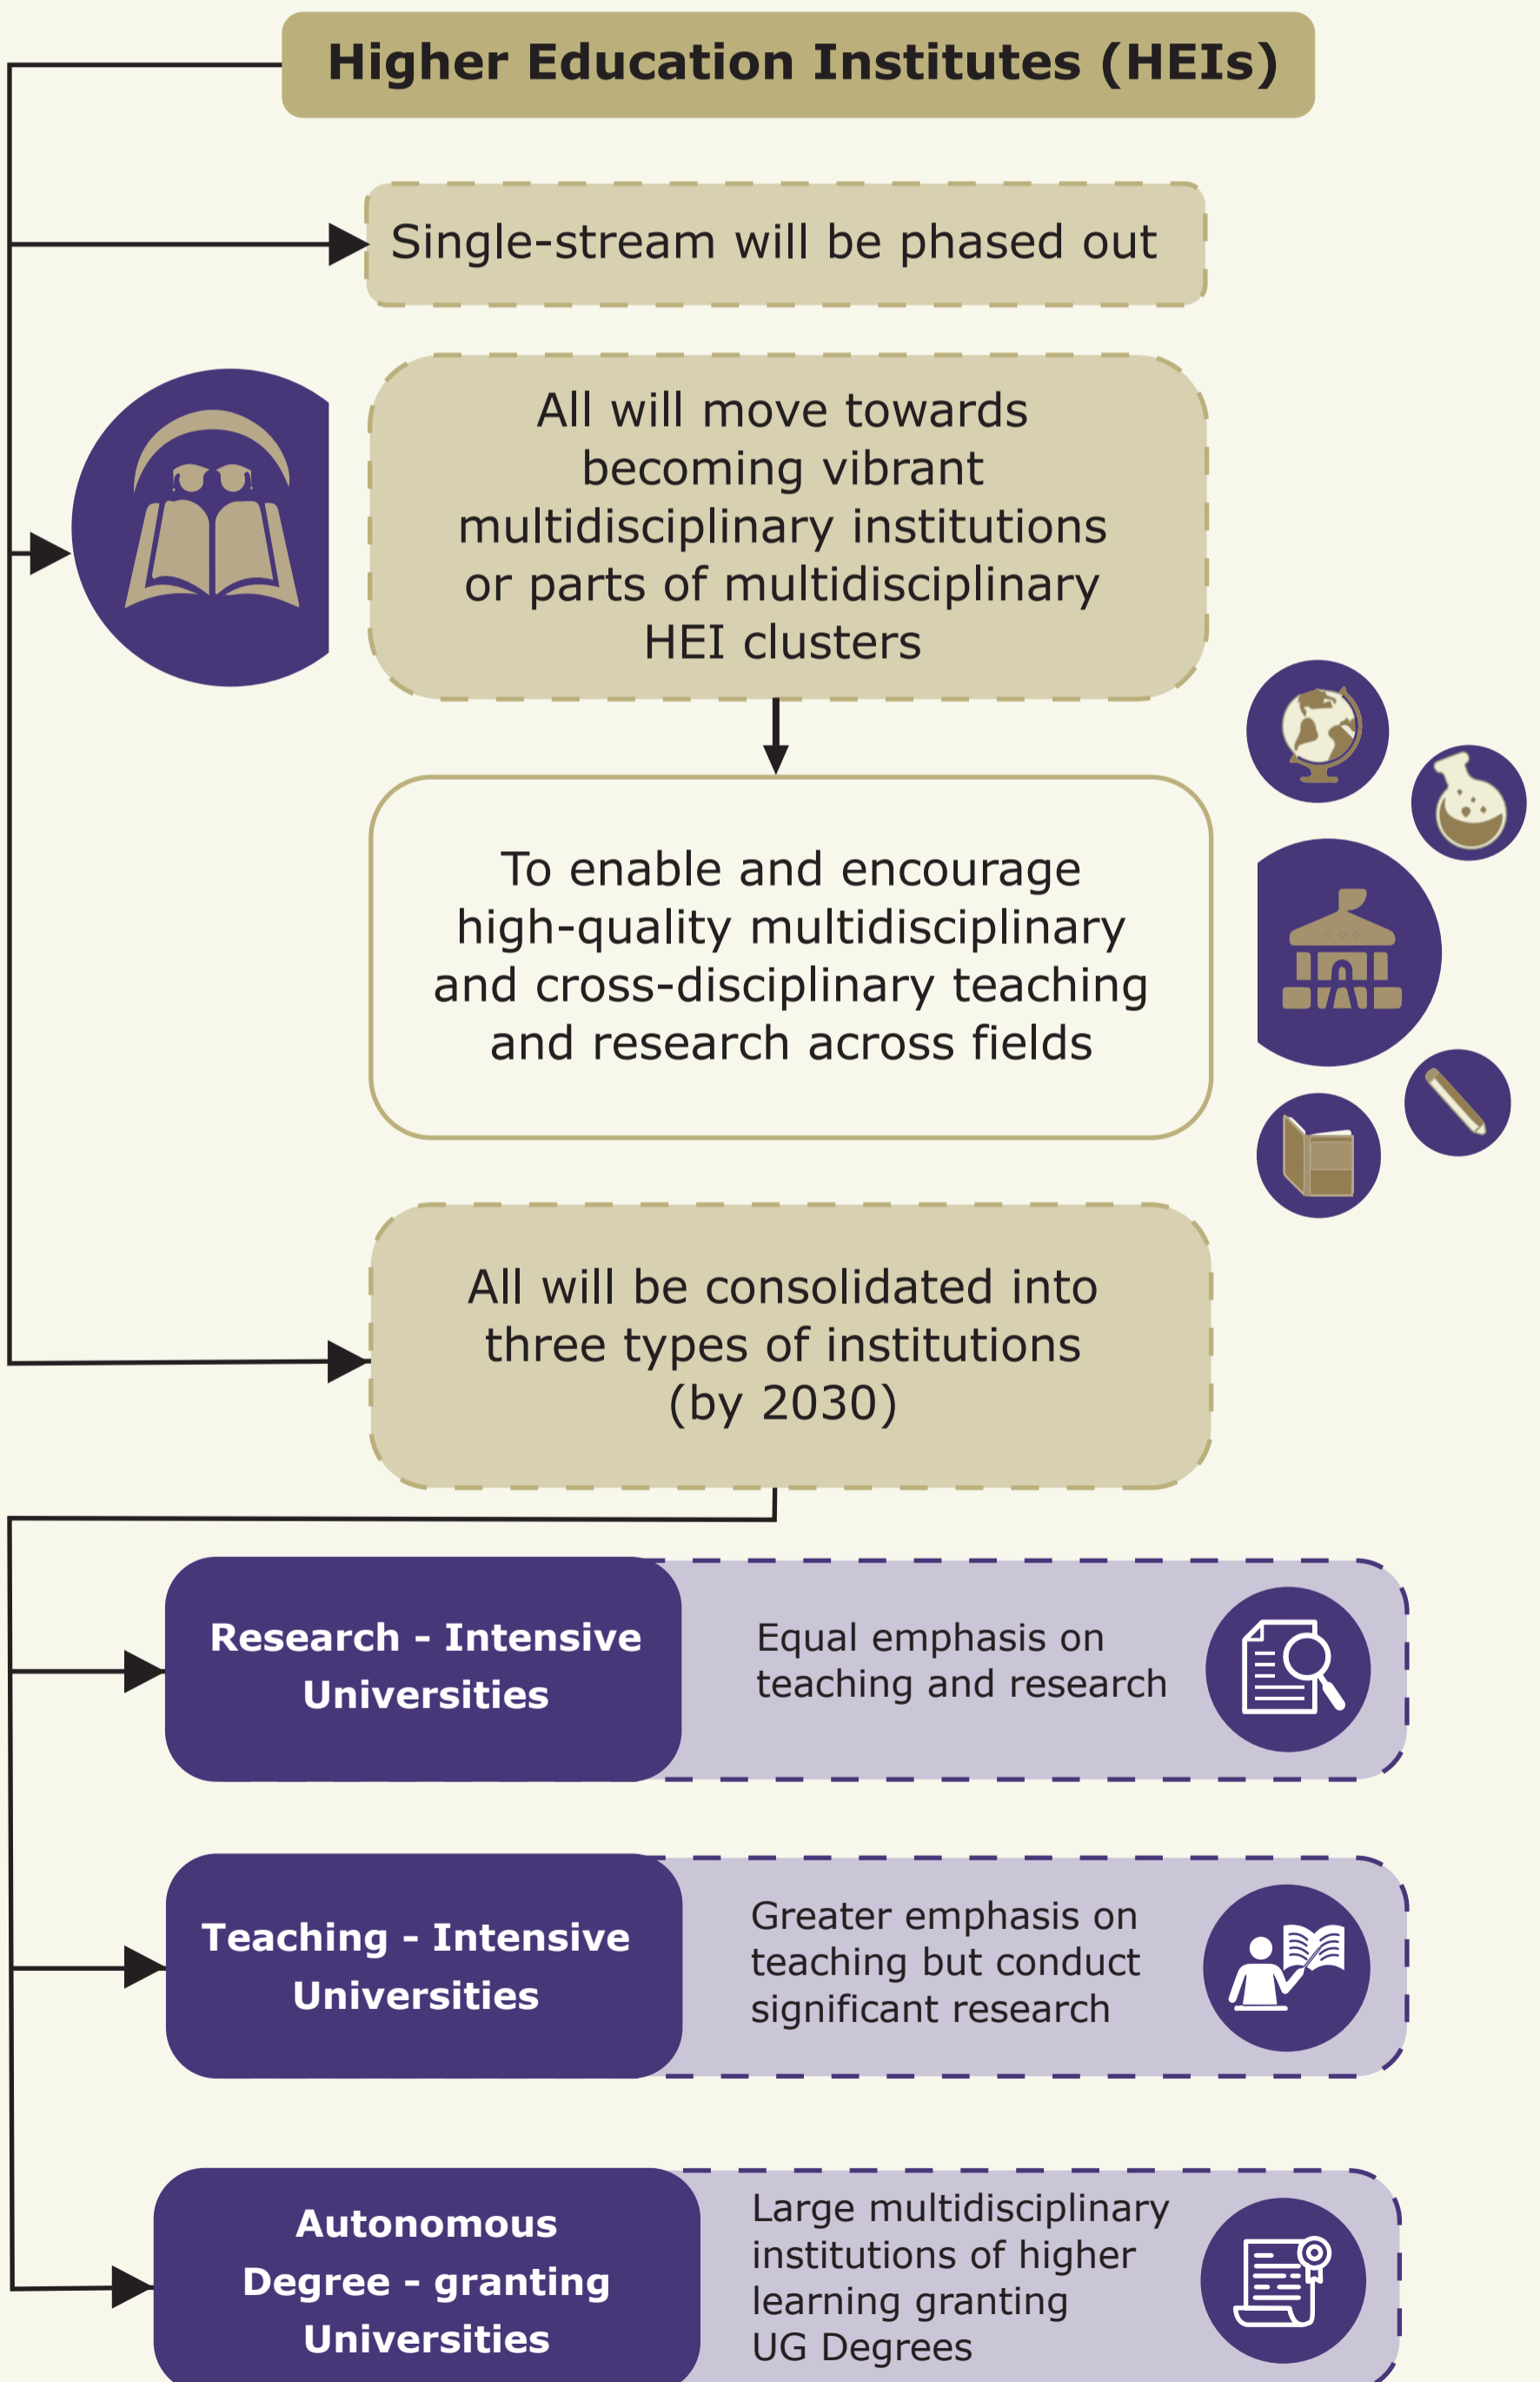 Higher Education Institutes (HEIs)
Single-stream will be phased out
All will move towards
becoming vibrant
multidisciplinary institutions
or parts of multidisciplinary
HEI clusters
To enable and encourage
high-quality multidisciplinary
and cross-disciplinary teaching
and research across fields
All will be consolidated into
three types of institutions
(by 2030)
Research - Intensive
Universities
Equal emphasis on
teaching and research
Teaching - Intensive
Universities
Greater emphasis on
teaching but conduct
significant research
Autonomous
Degree - granting
Universities
Large multidisciplinary
institutions of higher
learning granting
UG Degrees